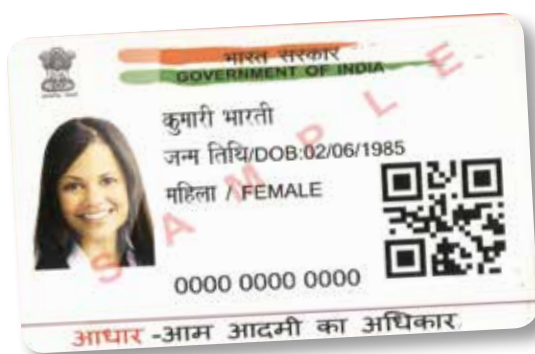 भारत सरकार
GOVERNMENT OF INDIA
कुमारी भारती
जन्म तिथि/DOB:02/06/1985
महिला / FEMALE
SAMPLE
0000 0000 0000
आधार -आम आदमी का अधिकार